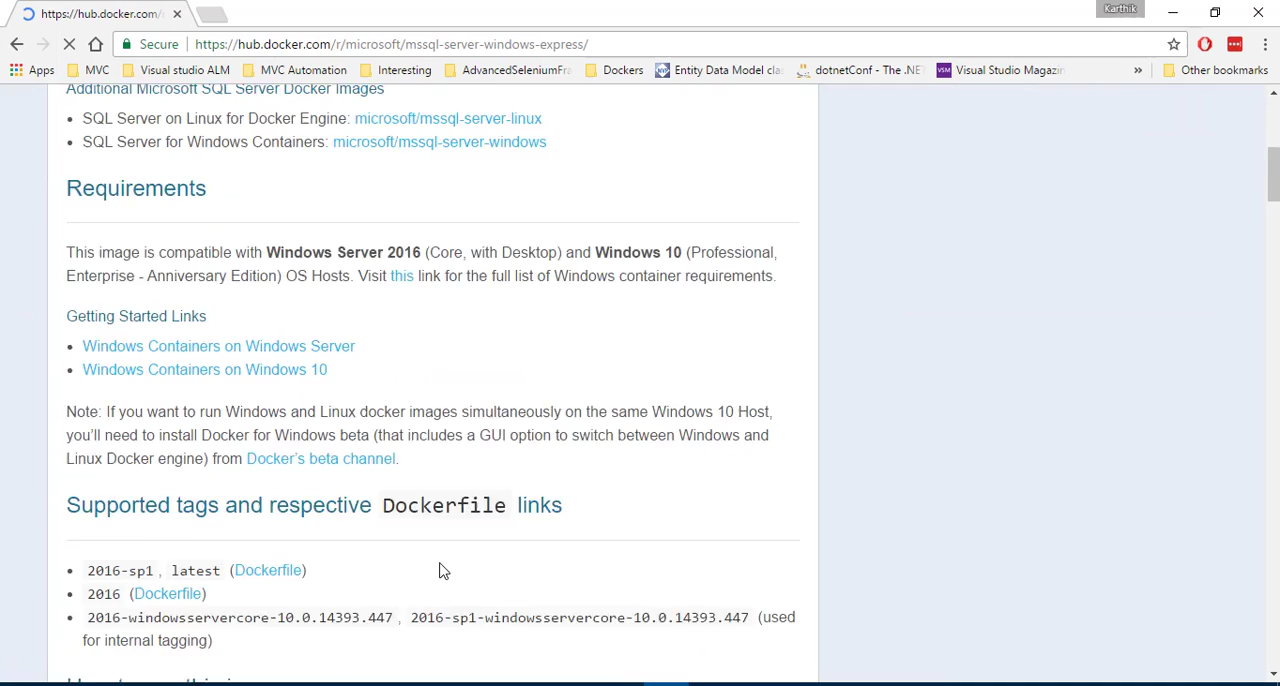 https://hub.docker.com/
Karthik
Secure https://hub.docker.com/r/microsoft/mssql-server-windows-express/
Apps MVC Visual studio ALM MVC Automation Interesting AdvancedSeleniumFra Dockers Entity Data Model cla dotnetConf - The .NE Visual Studio Magazin » Other bookmarks
Additional Microsoft SQL Server Docker Images
• SQL Server on Linux for Docker Engine: microsoft/mssql-server-linux
• SQL Server for Windows Containers: microsoft/mssql-server-windows
Requirements
This image is compatible with Windows Server 2016 (Core, with Desktop) and Windows 10 (Professional,
Enterprise - Anniversary Edition) OS Hosts. Visit this link for the full list of Windows container requirements.
Getting Started Links
• Windows Containers on Windows Server
• Windows Containers on Windows 10
Note: If you want to run Windows and Linux docker images simultaneously on the same Windows 10 Host,
you'll need to install Docker for Windows beta (that includes a GUI option to switch between Windows and
Linux Docker engine) from Docker's beta channel.
Supported tags and respective Dockerfile links
• 2016-sp1, latest (Dockerfile)
• 2016 (Dockerfile)
• 2016-windowsservercore-10.0.14393.447, 2016-sp1-windowsservercore-10.0.14393.447 (used
for internal tagging)